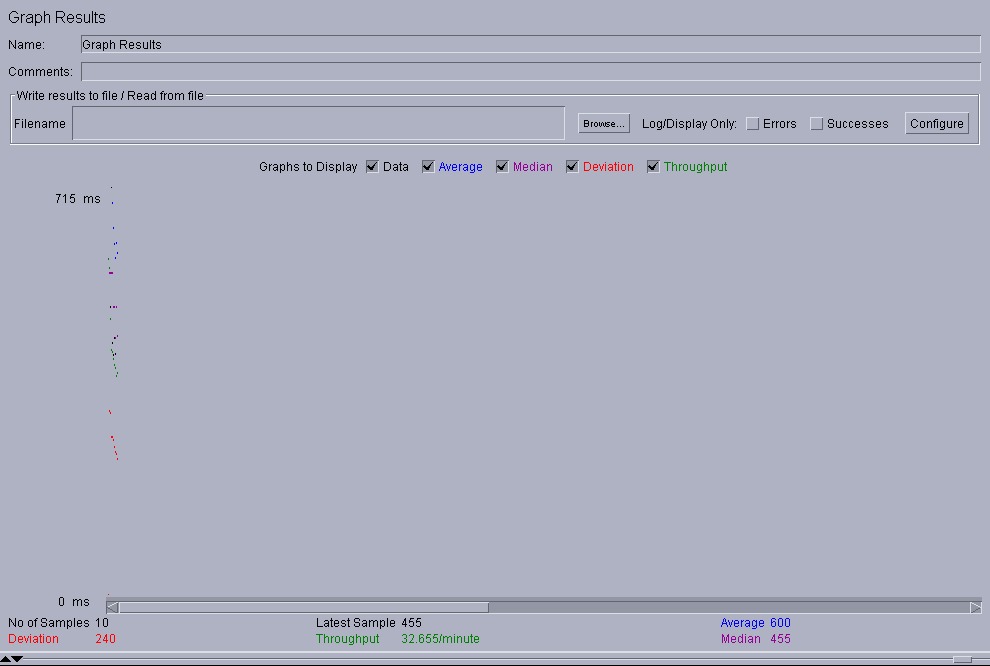 Graph Results
Name: Graph Results
Comments:
Write results to file / Read from file
Filename Browse... Log/Display Only: Errors Successes Configure
Graphs to Display Data Average Median Deviation Throughput
715 ms
0 ms
No of Samples 10 Latest Sample 455 Average 600
Deviation 240 Throughput 32.655/minute Median 455